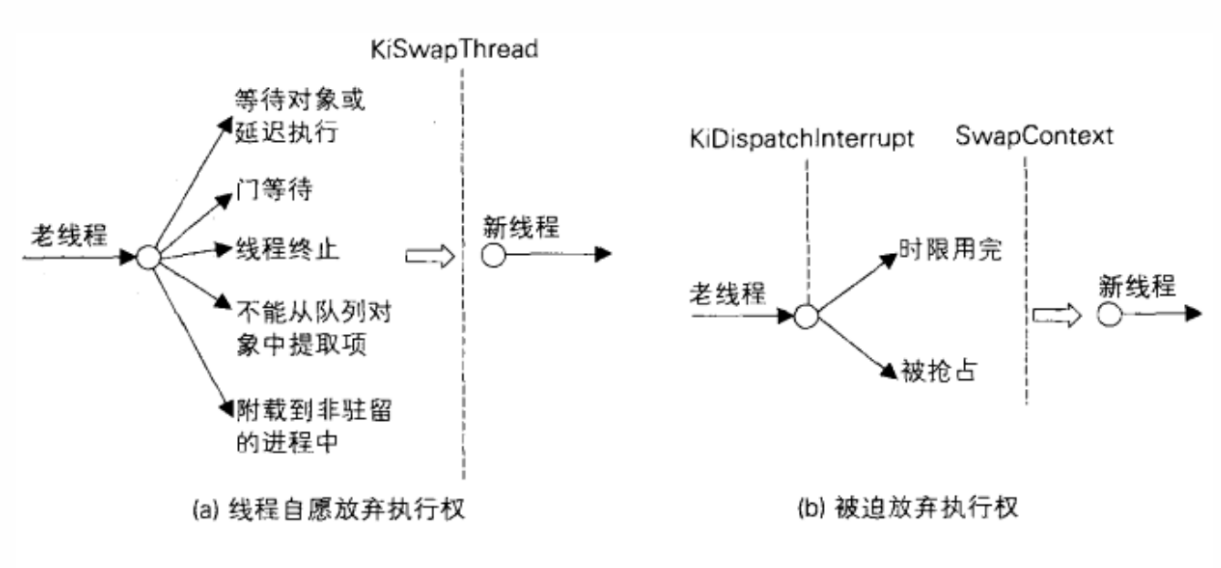 KiSwapThread
等待对象或
延迟执行
门等待
老线程
线程终止
新线程
不能从队列对
象中提取项
附载到非驻留
的进程中
(a) 线程自愿放弃执行权
KiDispatchInterrupt
SwapContext
时限用完
老线程
新线程
被抢占
(b) 被迫放弃执行权